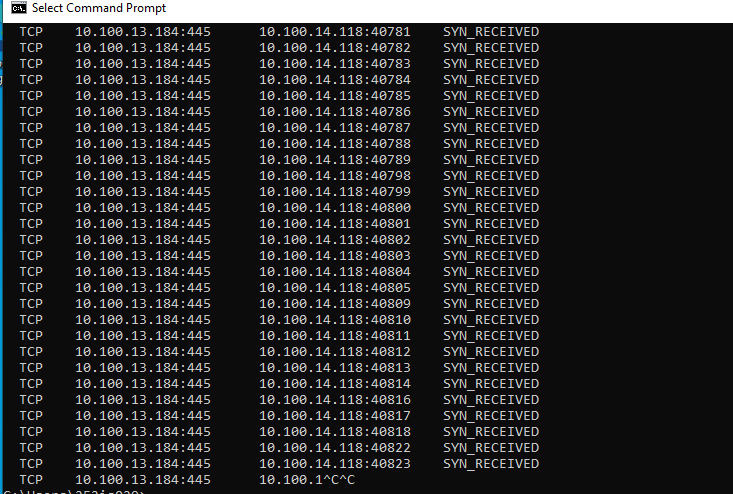 Select Command Prompt
TCP 10.100.13.184:445 10.100.14.118:40781 SYN_RECEIVED
TCP 10.100.13.184:445 10.100.14.118:40782 SYN_RECEIVED
TCP 10.100.13.184:445 10.100.14.118:40783 SYN_RECEIVED
TCP 10.100.13.184:445 10.100.14.118:40784 SYN_RECEIVED
TCP 10.100.13.184:445 10.100.14.118:40785 SYN_RECEIVED
TCP 10.100.13.184:445 10.100.14.118:40786 SYN_RECEIVED
TCP 10.100.13.184:445 10.100.14.118:40787 SYN_RECEIVED
TCP 10.100.13.184:445 10.100.14.118:40788 SYN_RECEIVED
TCP 10.100.13.184:445 10.100.14.118:40789 SYN_RECEIVED
TCP 10.100.13.184:445 10.100.14.118:40798 SYN_RECEIVED
TCP 10.100.13.184:445 10.100.14.118:40799 SYN_RECEIVED
TCP 10.100.13.184:445 10.100.14.118:40800 SYN_RECEIVED
TCP 10.100.13.184:445 10.100.14.118:40801 SYN_RECEIVED
TCP 10.100.13.184:445 10.100.14.118:40802 SYN_RECEIVED
TCP 10.100.13.184:445 10.100.14.118:40803 SYN_RECEIVED
TCP 10.100.13.184:445 10.100.14.118:40804 SYN_RECEIVED
TCP 10.100.13.184:445 10.100.14.118:40805 SYN_RECEIVED
TCP 10.100.13.184:445 10.100.14.118:40809 SYN_RECEIVED
TCP 10.100.13.184:445 10.100.14.118:40810 SYN_RECEIVED
TCP 10.100.13.184:445 10.100.14.118:40811 SYN_RECEIVED
TCP 10.100.13.184:445 10.100.14.118:40812 SYN_RECEIVED
TCP 10.100.13.184:445 10.100.14.118:40813 SYN_RECEIVED
TCP 10.100.13.184:445 10.100.14.118:40814 SYN_RECEIVED
TCP 10.100.13.184:445 10.100.14.118:40816 SYN_RECEIVED
TCP 10.100.13.184:445 10.100.14.118:40817 SYN_RECEIVED
TCP 10.100.13.184:445 10.100.14.118:40818 SYN_RECEIVED
TCP 10.100.13.184:445 10.100.14.118:40822 SYN_RECEIVED
TCP 10.100.13.184:445 10.100.14.118:40823 SYN_RECEIVED
TCP 10.100.13.184:445 10.100.1^C^C